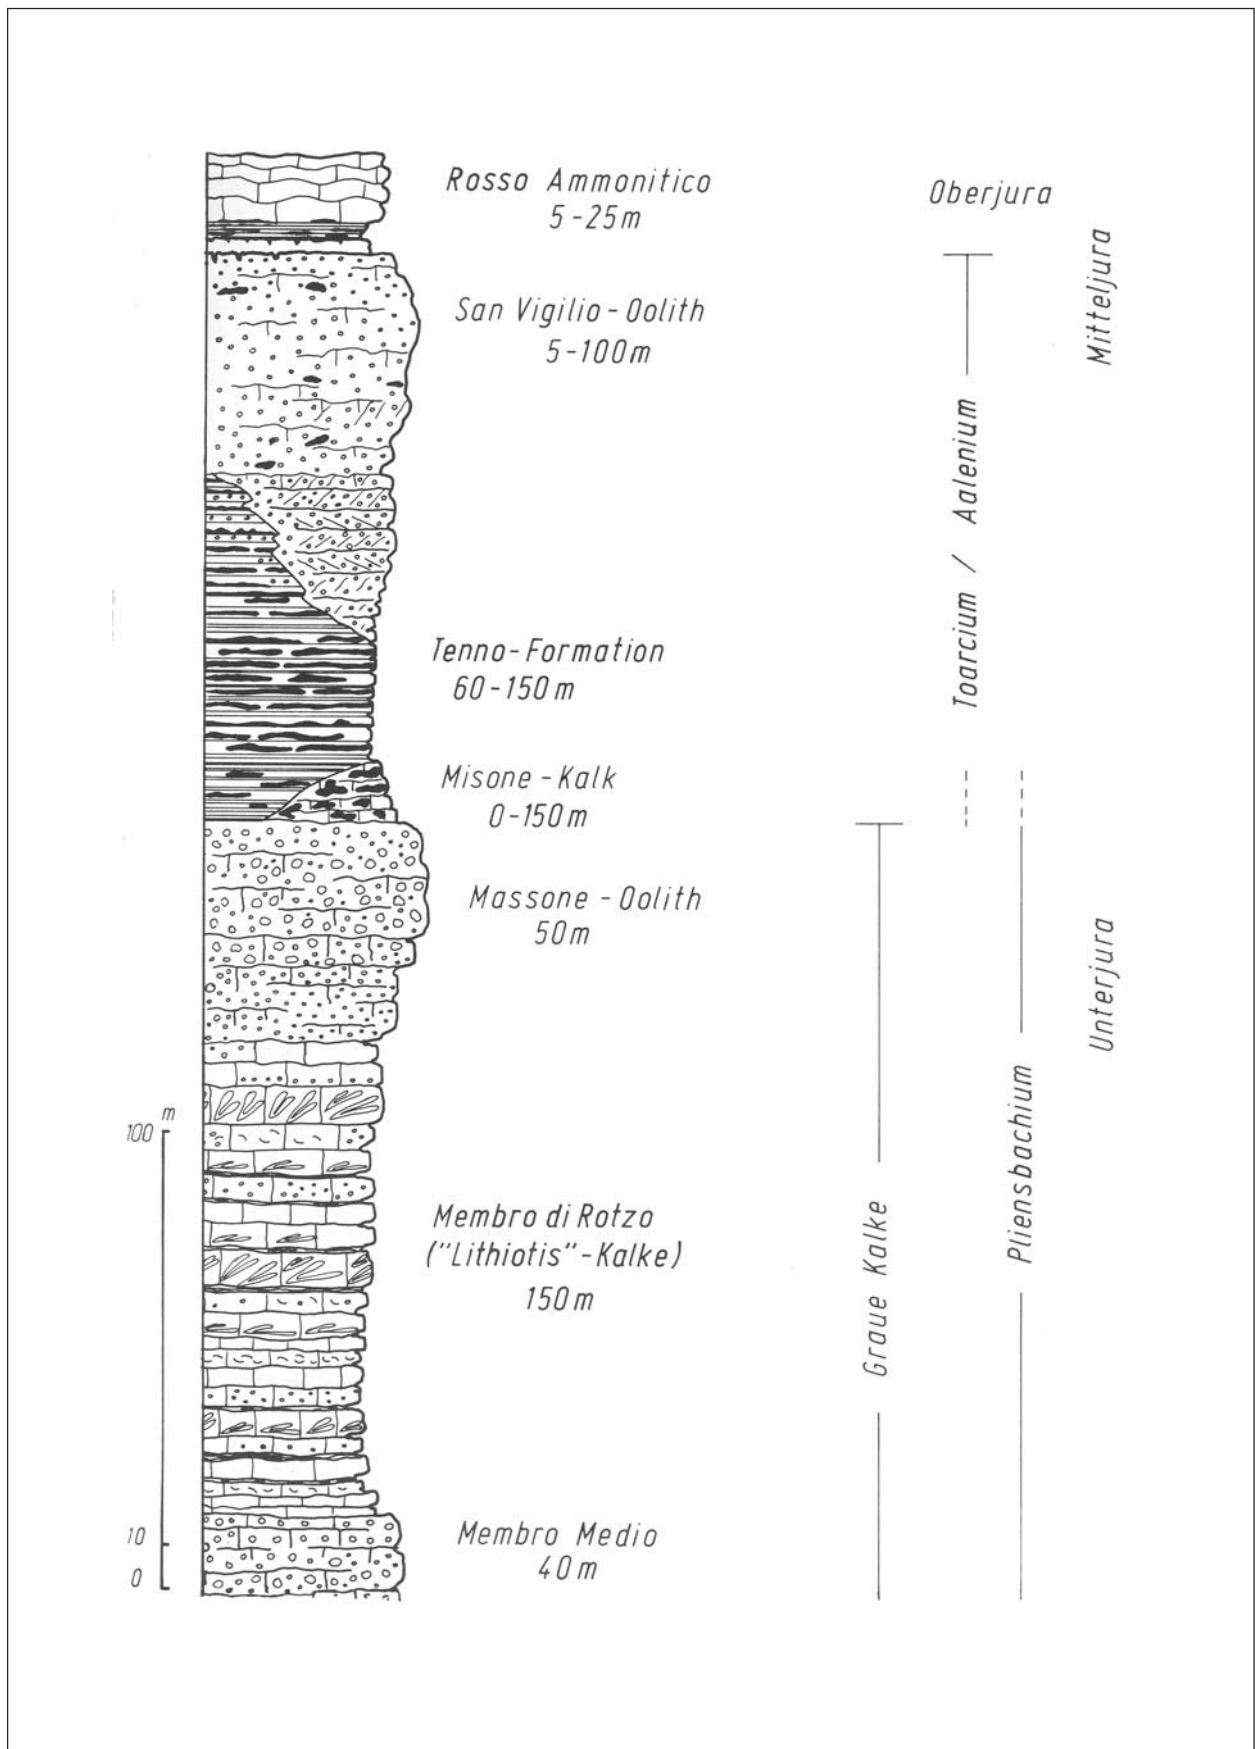 Rosso Ammonitico
5-25m
Oberjura
Mitteljura
San Vigilio-Oolith
5-100m
Toarcium / Aalenium
Tenno-Formation
60-150m
Misone-Kalk
0-150m
Massone-Oolith
50m
Unterjura
Pliensbachium
m
100
Membro di Rotzo
("Lithiotis"-Kalke)
150m
Graue Kalke
10
0
Membro Medio
40m